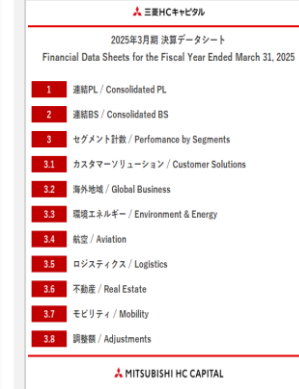 三菱HCキャピタル
2025年3月期 決算データシート
Financial Data Sheets for the Fiscal Year Ended March 31, 2025
1 連結PL / Consolidated PL
2 連結BS / Consolidated BS
3 セグメント計数 / Perfomance by Segments
3.1 カスタマーソリューション / Customer Solutions
3.2 海外地域 / Global Business
3.3 環境エネルギー / Environment & Energy
3.4 航空 / Aviation
3.5 ロジスティクス / Logistics
3.6 不動産 / Real Estate
3.7 モビリティ / Mobility
3.8 調整額 / Adjustments
MITSUBISHI HC CAPITAL